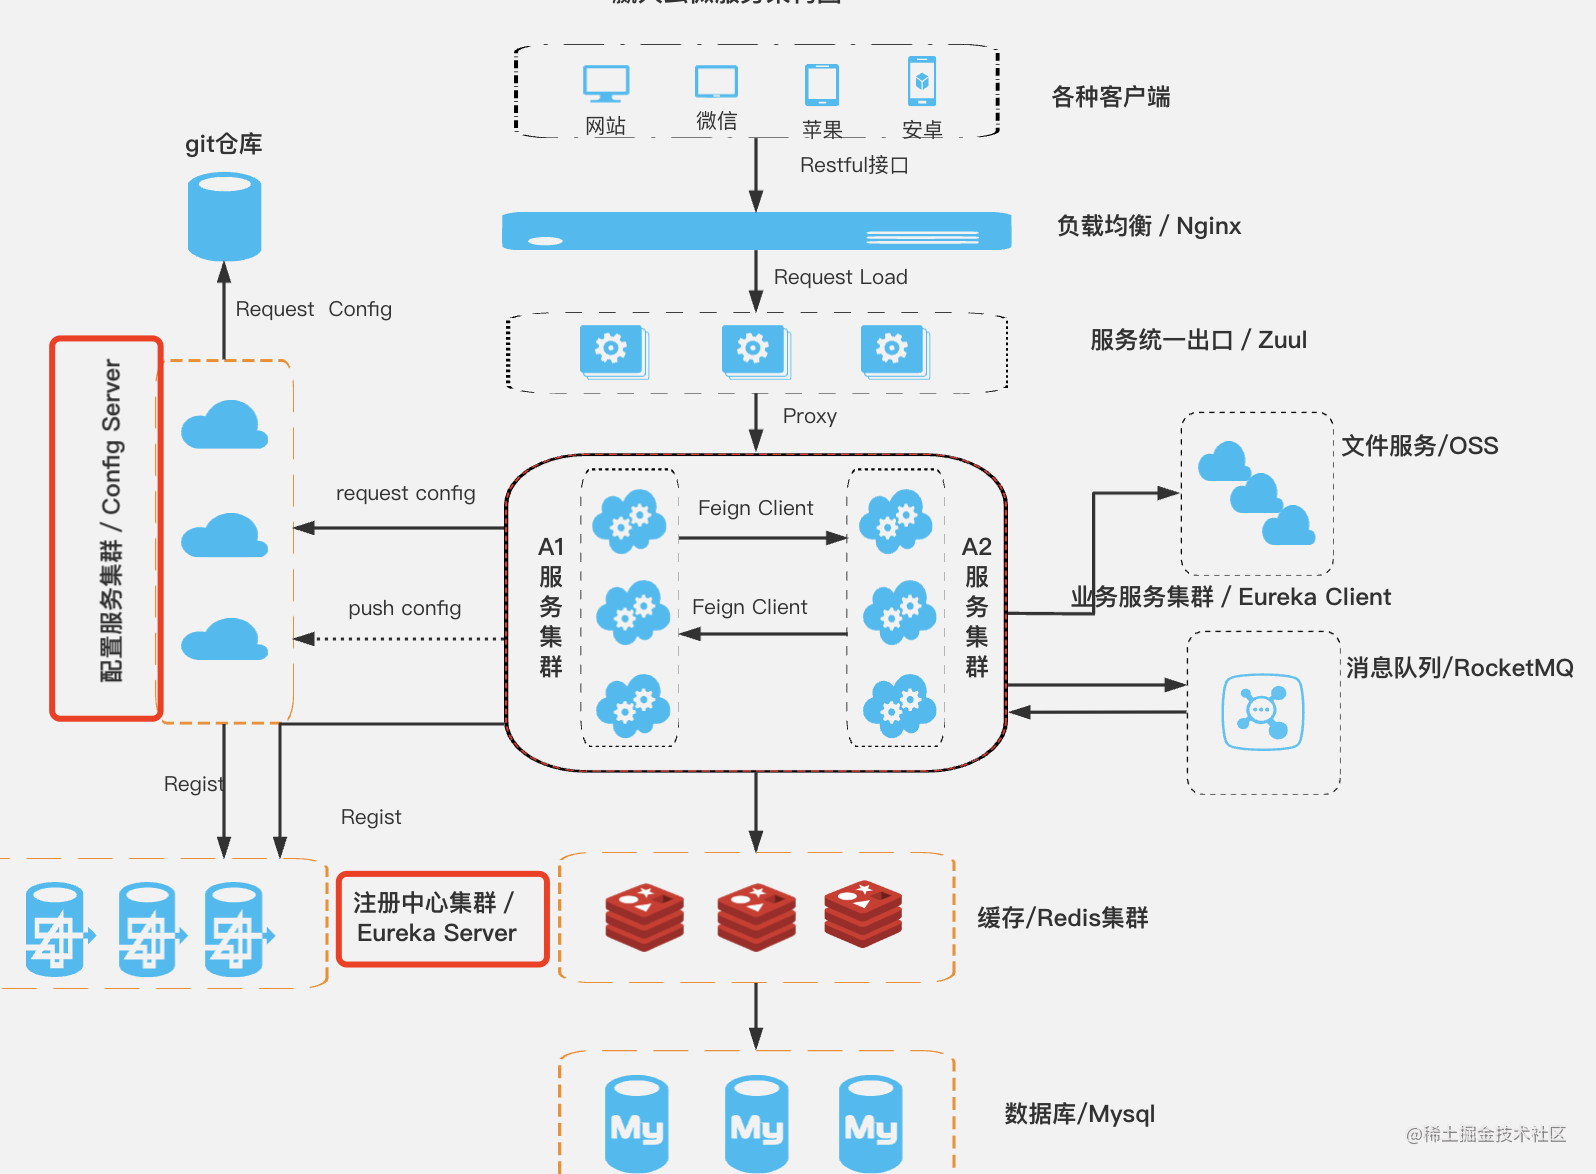 网站
微信
苹果
安卓
各种客户端
Restful接口
git仓库
负载均衡 / Nginx
Request Load
Request Config
服务统一出口 / Zuul
Proxy
配置服务集群 / Config Server
request config
push config
A1
服
务
集
群
Feign Client
Feign Client
A2
服
务
集
群
文件服务/OSS
业务服务集群 / Eureka Client
消息队列/RocketMQ
Regist
Regist
注册中心集群 /
Eureka Server
缓存/Redis集群
My
My
My
数据库/Mysql
@稀土掘金技术社区